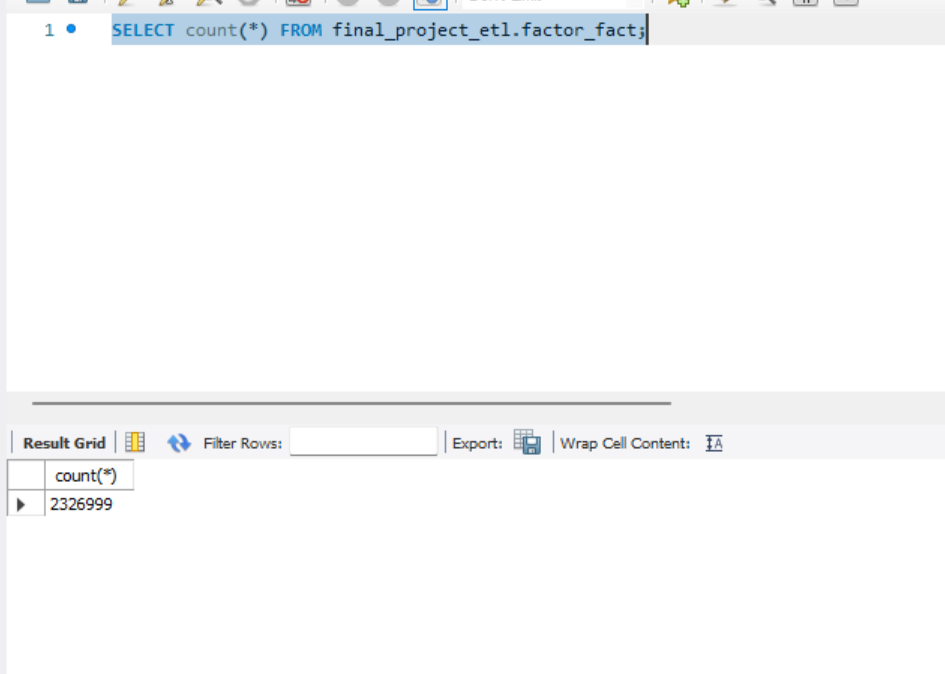 1 SELECT count(*) FROM final_project_etl.factor_fact;
Result Grid Filter Rows: Export: Wrap Cell Content:
count(*)
2326999